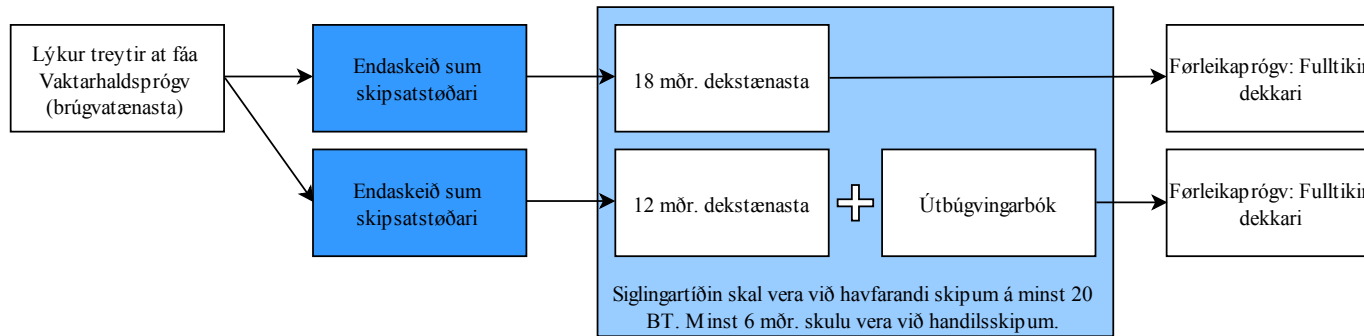 Lýkur treytir at fáa
Vaktarhaldsprógv
(brúgvatænasta)
Endaskeið sum
skipsatstøðari
18 mðr. dekstænasta
Førleikaprógv: Fulltikin
dekkari
Endaskeið sum
skipsatstøðari
12 mðr. dekstænasta
Útbúgvingarbók
Førleikaprógv: Fulltikin
dekkari
Siglingartíðin skal vera við havfarandi skipum á minst 20
BT. Minst 6 mðr. skulu vera við handilsskipum.